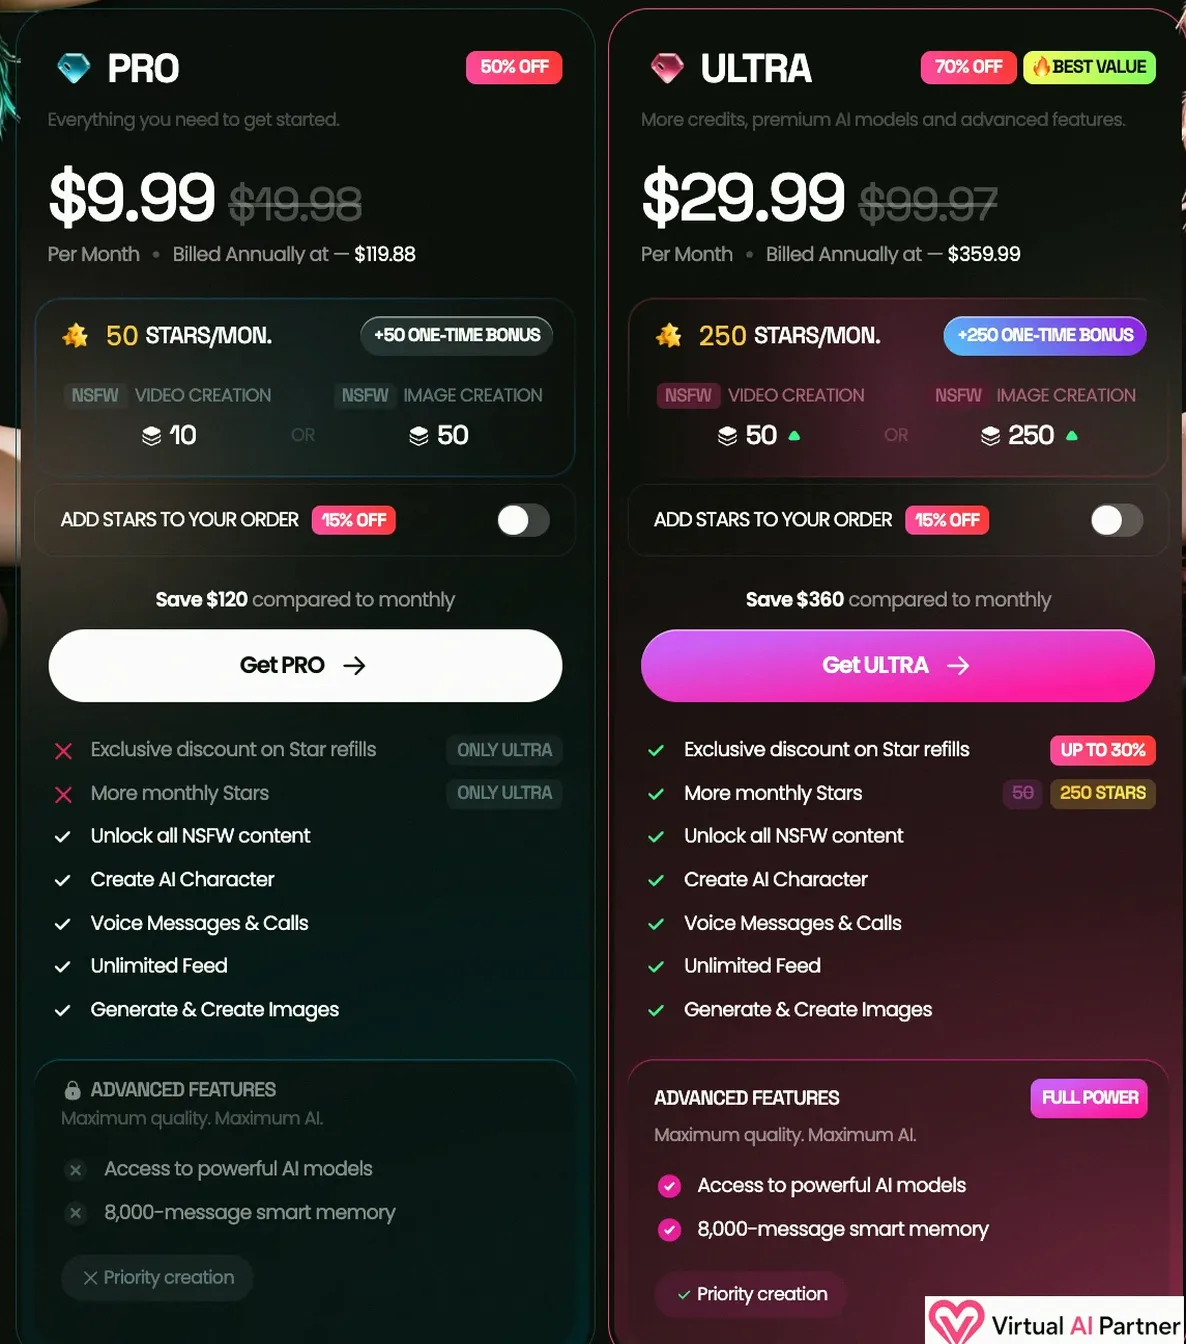 PRO
50% OFF
Everything you need to get started.
$9.99 $19.98
Per Month • Billed Annually at — $119.88
50 STARS/MON.
+50 ONE-TIME BONUS
NSFW VIDEO CREATION
NSFW IMAGE CREATION
10
OR
50
ADD STARS TO YOUR ORDER 15% OFF
Save $120 compared to monthly
Get PRO →
Exclusive discount on Star refills ONLY ULTRA
More monthly Stars ONLY ULTRA
Unlock all NSFW content
Create AI Character
Voice Messages & Calls
Unlimited Feed
Generate & Create Images
ADVANCED FEATURES
Maximum quality. Maximum AI.
Access to powerful AI models
8,000-message smart memory
Priority creation
ULTRA
70% OFF
🔥BEST VALUE
More credits, premium AI models and advanced features.
$29.99 $99.97
Per Month • Billed Annually at — $359.99
250 STARS/MON.
+250 ONE-TIME BONUS
NSFW VIDEO CREATION
NSFW IMAGE CREATION
50
OR
250
ADD STARS TO YOUR ORDER 15% OFF
Save $360 compared to monthly
Get ULTRA →
Exclusive discount on Star refills UP TO 30%
More monthly Stars 50 250 STARS
Unlock all NSFW content
Create AI Character
Voice Messages & Calls
Unlimited Feed
Generate & Create Images
ADVANCED FEATURES
FULL POWER
Maximum quality. Maximum AI.
Access to powerful AI models
8,000-message smart memory
Priority creation
Virtual AI Partner